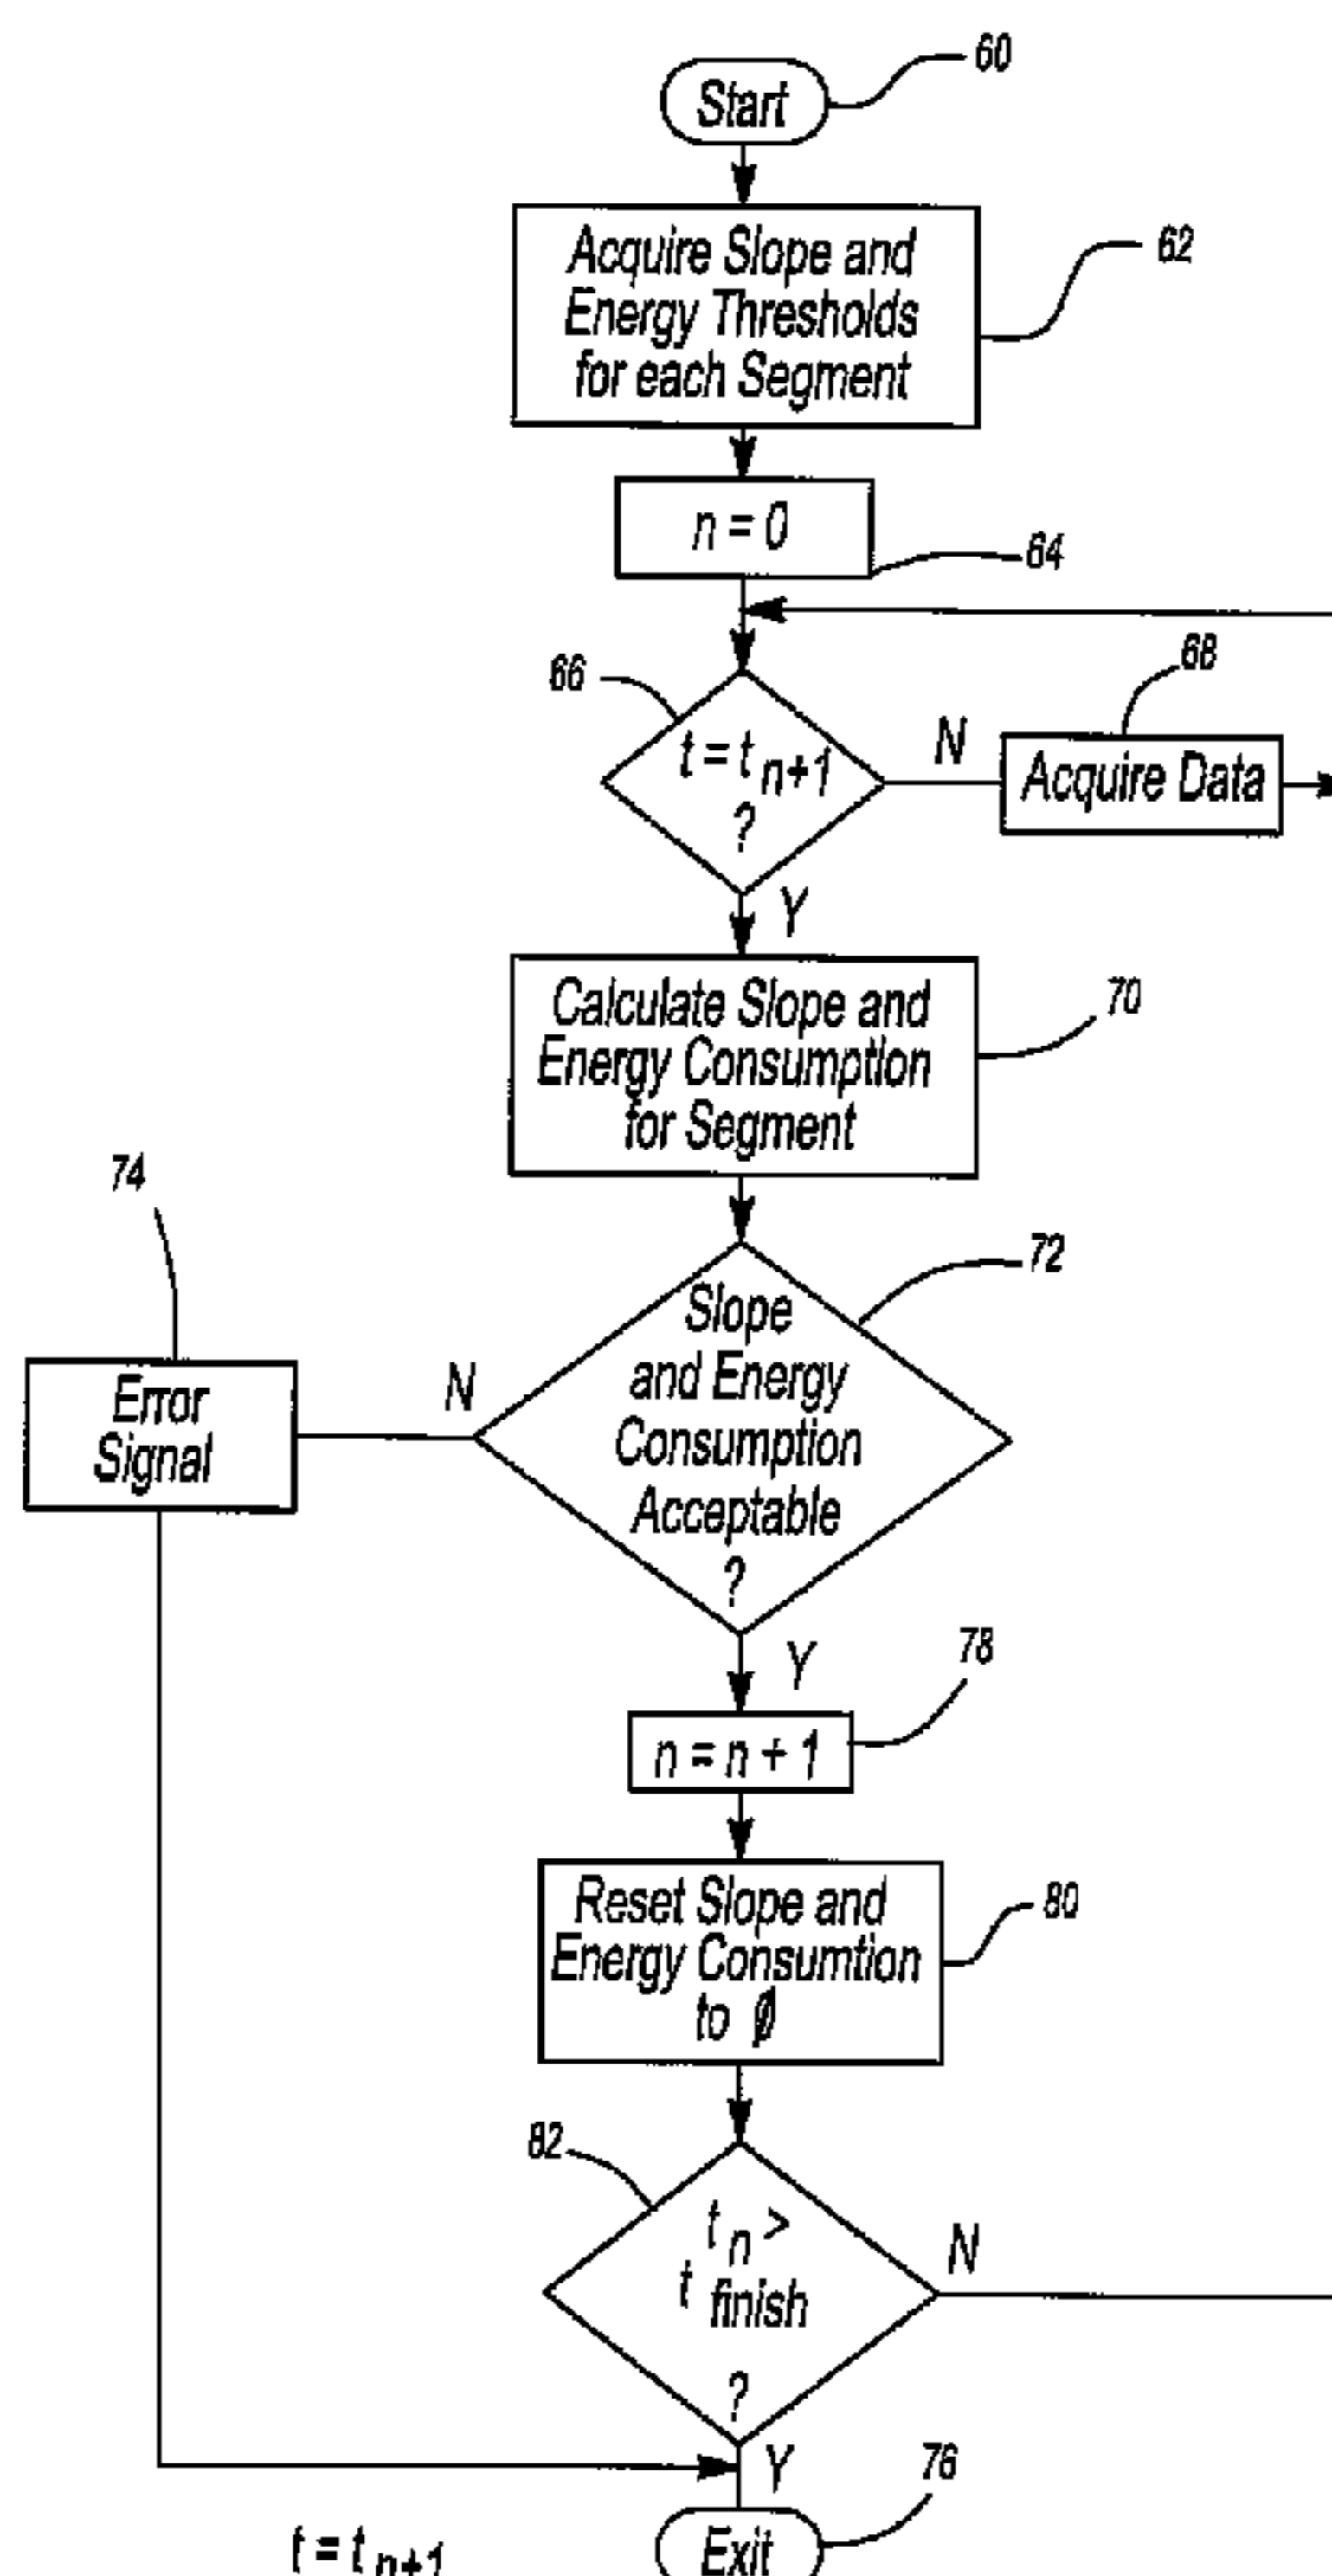 60
Start
Acquire Slope and
Energy Thresholds
for each Segment
62
n = 0
64
66
t = t n+1
?
N
68
Acquire Data
Y
Calculate Slope and
Energy Consumption
for Segment
70
74
72
Slope
and Energy
Consumption
Acceptable
?
N
Error
Signal
Y
78
n = n + 1
Reset Slope and
Energy Consumtion
to Ø
80
82
t n >
t finish
?
N
Y
76
Exit
t = t n+1